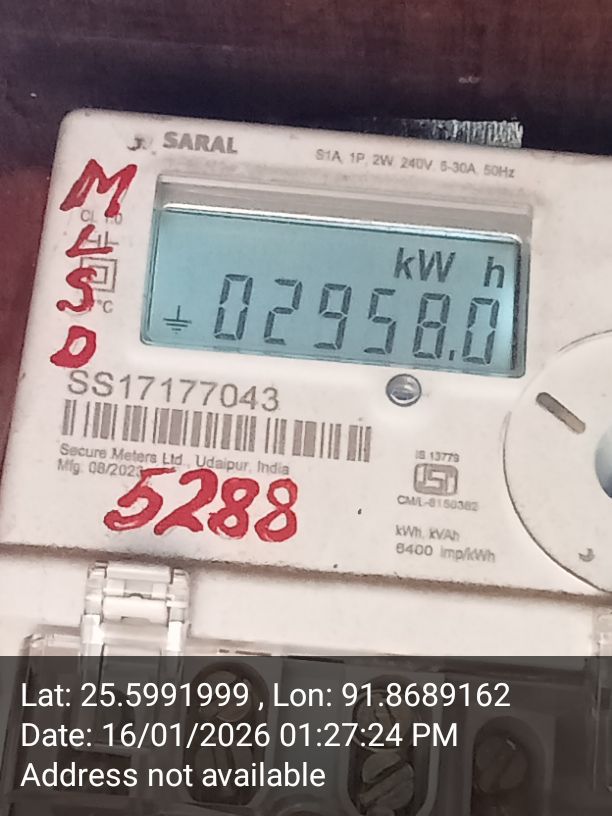 SARAL
S1A, 1P, 2W, 240V, 5-30A, 50Hz
M
L
S
D
kW h
02958.0
SS17177043
Secure Meters Ltd., Udaipur, India
Mfg. 08/2023
5288
IS 13779
ISI
CM/L-8150382
kWh, kVAh
6400 imp/kWh
Lat: 25.5991999 , Lon: 91.8689162
Date: 16/01/2026 01:27:24 PM
Address not available